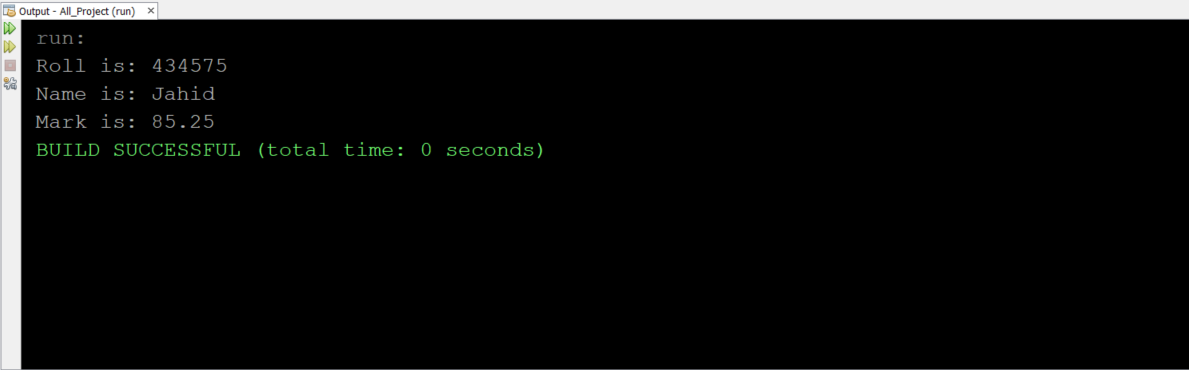 Output - All_Project (run)
run:
Roll is: 434575
Name is: Jahid
Mark is: 85.25
BUILD SUCCESSFUL (total time: 0 seconds)